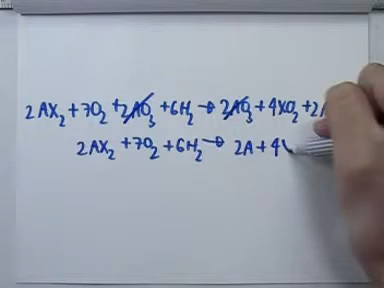 2AX₂ + 7O₂ + 2AO₃ + 6H₂ → 2AO₃ + 4XO₂ + 2
2AX₂ + 7O₂ + 6H₂ → 2A + 4